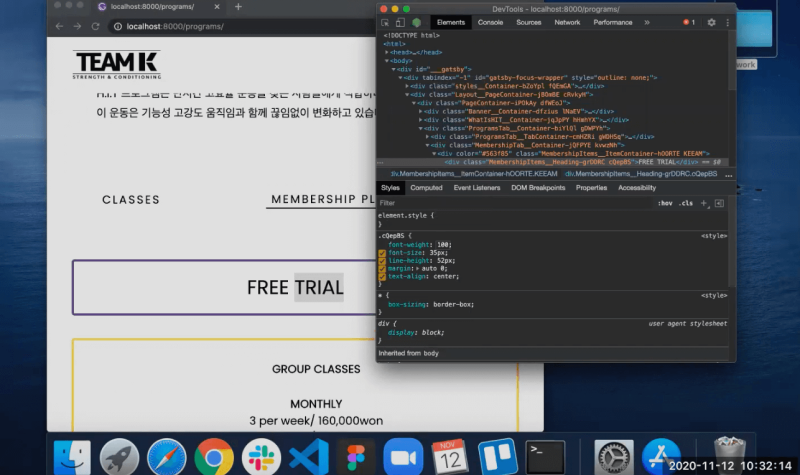 localhost:8000/programs/
localhost:8000/programs/
TEAM K
STRENGTH & CONDITIONING
이 운동은 기능성 고강도 움직임과 함께 끊임없이 변화하고 있습
CLASSES
MEMBERSHIP PL
FREE TRIAL
GROUP CLASSES
MONTHLY
3 per week/ 160,000won
DevTools - localhost:8000/programs/
Elements Console Sources Network Performance » 1
<!DOCTYPE html>
<html>
<head>…</head>
<body>
<div id="___gatsby">
<div tabindex="-1" id="gatsby-focus-wrapper" style="outline: none;">
<div class="styles__Container-bZoYpl fQEmGA">…</div>
<div class="Layout__PageContainer-jBOmBE cRvkyH">
<div class="PageContainer-iPOkAy dfWEoJ">
<div class="Banner__Container-dfzius lNaEV">…</div>
<div class="WhatIsHIT__Container-jqJpPY hHmhYX">…</div>
<div class="ProgramsTab__Container-biYlQl gDWPYh">
<div class="ProgramsTab__TabContainer-cmHZRi gWGHSq">…</div>
<div class="MembershipTab__Container-jQfPYE kvwzNh">
<div color="#563fB5" class="MembershipItems__ItemContainer-hOORTE KEEAM">
<div class="MembershipItems__Heading-grDDRC cQepBS">FREE TRIAL</div> == $0
div.MembershipItems__ItemContainer-hOORTE.KEEAM div.MembershipItems__Heading-grDDRC.cQepBS …
Styles Computed Event Listeners DOM Breakpoints Properties Accessibility
Filter :hov .cls +
element.style {
}
.cQepBS { <style>
font-weight: 100;
font-size: 35px;
line-height: 52px;
margin: auto 0;
text-align: center;
}
* { <style>
box-sizing: border-box;
}
div { user agent stylesheet
display: block;
}
Inherited from body
work
NOV
12
>_
2020-11-12 10:32:14